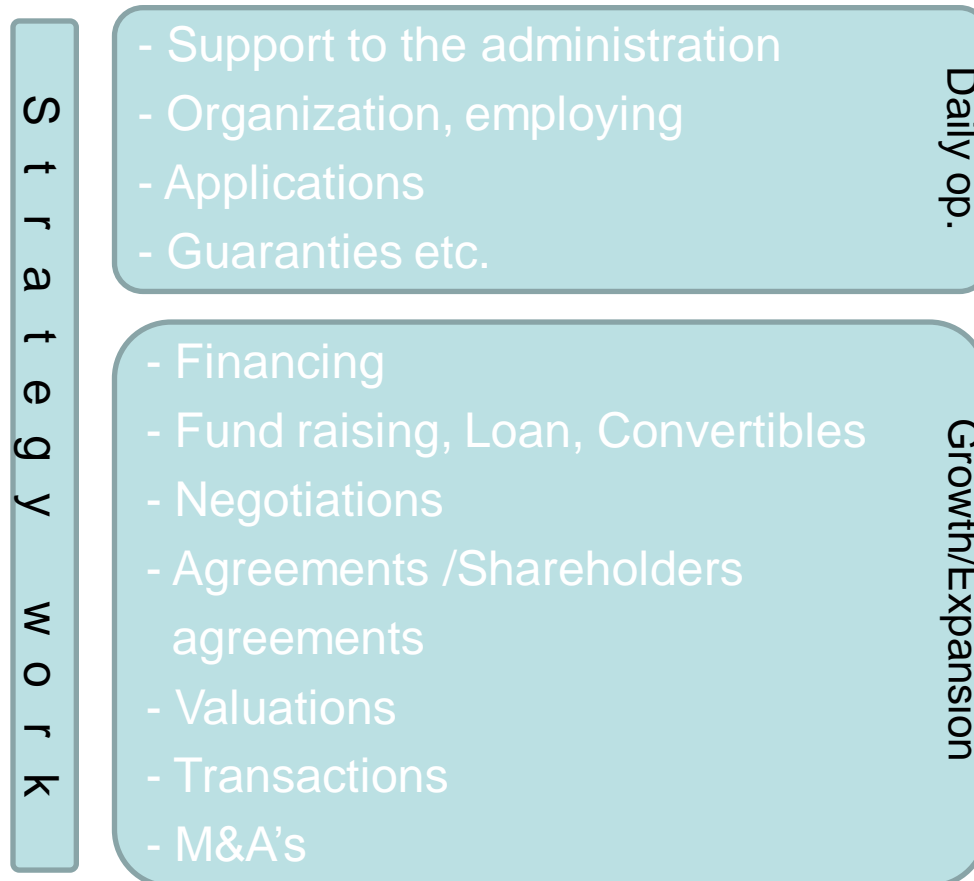 Strategy work
- Support to the administration
- Organization, employing
- Applications
- Guaranties etc.
Daily op.
- Financing
- Fund raising, Loan, Convertibles
- Negotiations
- Agreements /Shareholders
agreements
- Valuations
- Transactions
- M&A’s
Growth/Expansion